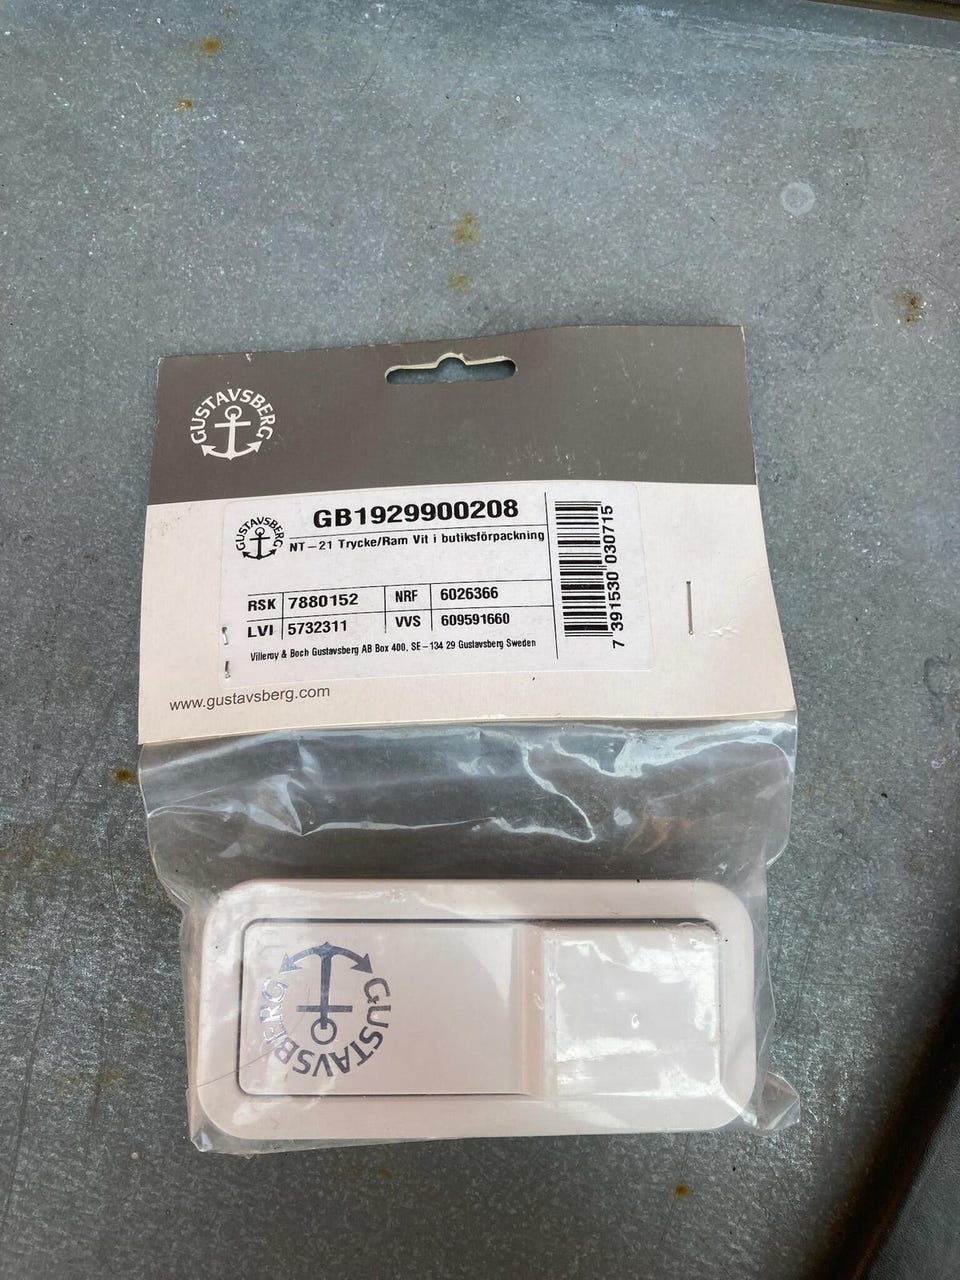 GUSTAVSBERG
GUSTAVSBERG
GB1929900208
NT-21 Trycke/Ram Vit i butiksförpackning
RSK 7880152 NRF 6026366
LVI 5732311 VVS 609591660
Villeroy & Boch Gustavsberg AB Box 400, SE-134 29 Gustavsberg Sweden
7 391530 030715
www.gustavsberg.com
GUSTAVSBERG